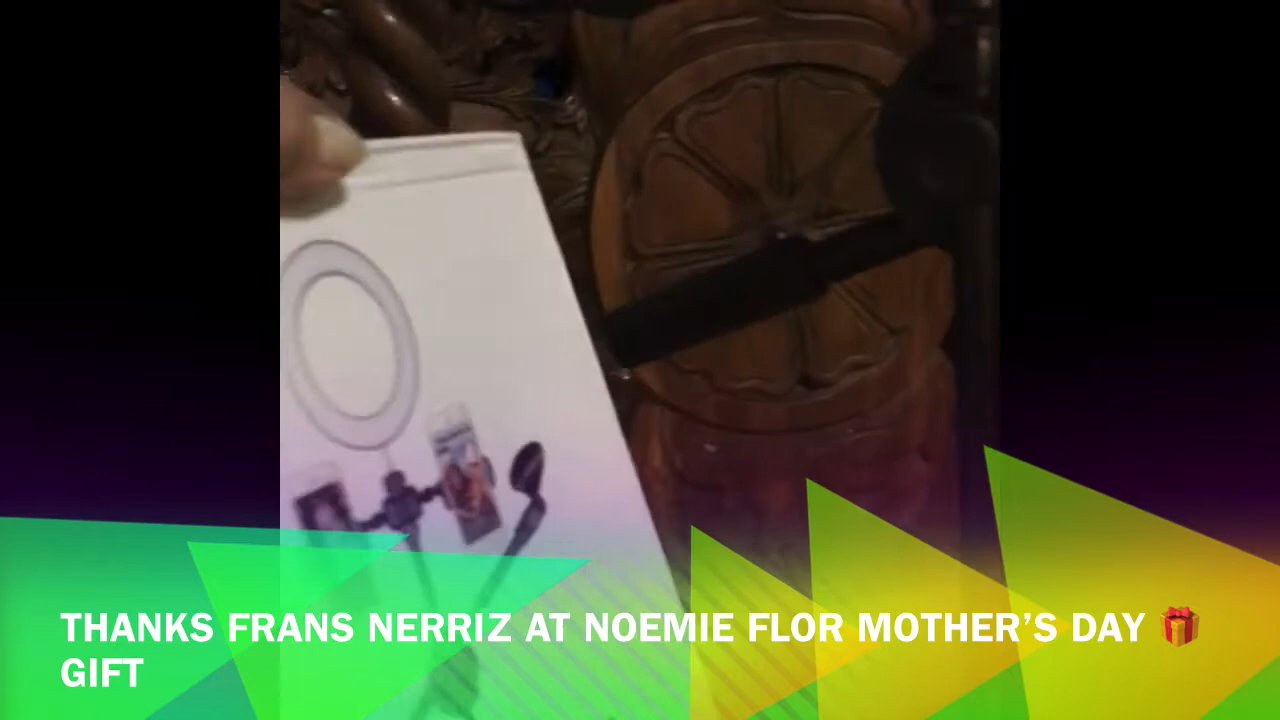 THANKS FRANS NERRIZ AT NOEMIE FLOR MOTHER’S DAY 🎁
GIFT